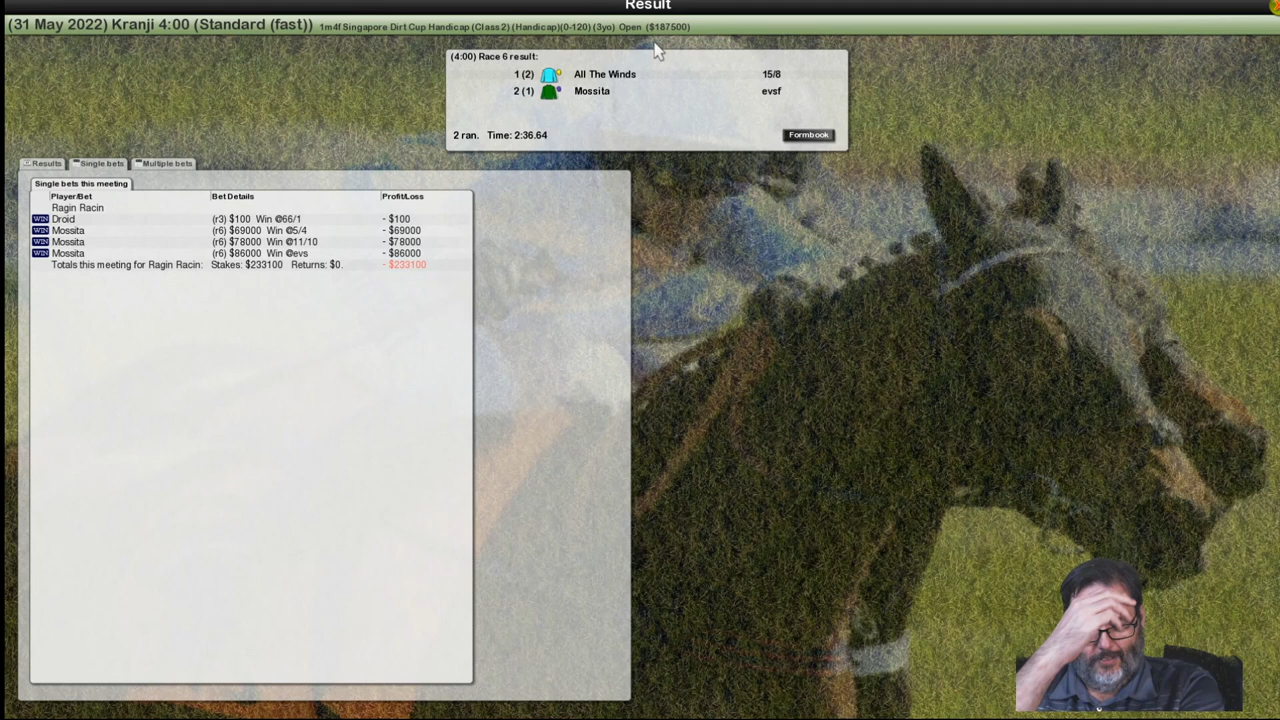 Result
(31 May 2022) Kranji 4:00 (Standard (fast)) 1m4f Singapore Dirt Cup Handicap (Class 2) (Handicap)(0-120) (3yo) Open ($187500)
(4:00) Race 6 result:
1 (2) All The Winds 15/8
2 (1) Mossita evsf
2 ran. Time: 2:36.64 Formbook
Results Single bets Multiple bets
Single bets this meeting
Player/Bet Bet Details Profit/Loss
Ragin Racin
WIN Droid (r3) $100 Win @66/1 - $100
WIN Mossita (r6) $69000 Win @5/4 - $69000
WIN Mossita (r6) $78000 Win @11/10 - $78000
WIN Mossita (r6) $86000 Win @evs - $86000
Totals this meeting for Ragin Racin: Stakes: $233100 Returns: $0. - $233100